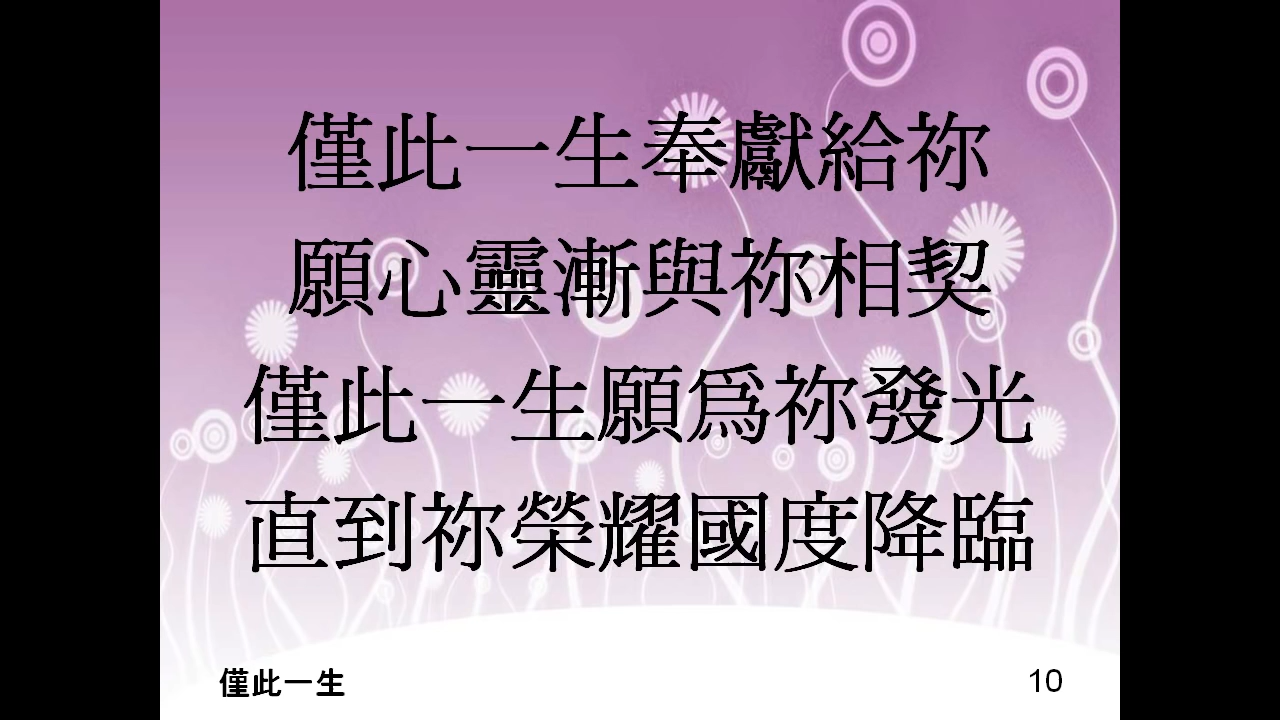 僅此一生奉獻給祢
願心靈漸與祢相契
僅此一生願為祢發光
直到祢榮耀國度降臨
僅此一生
10